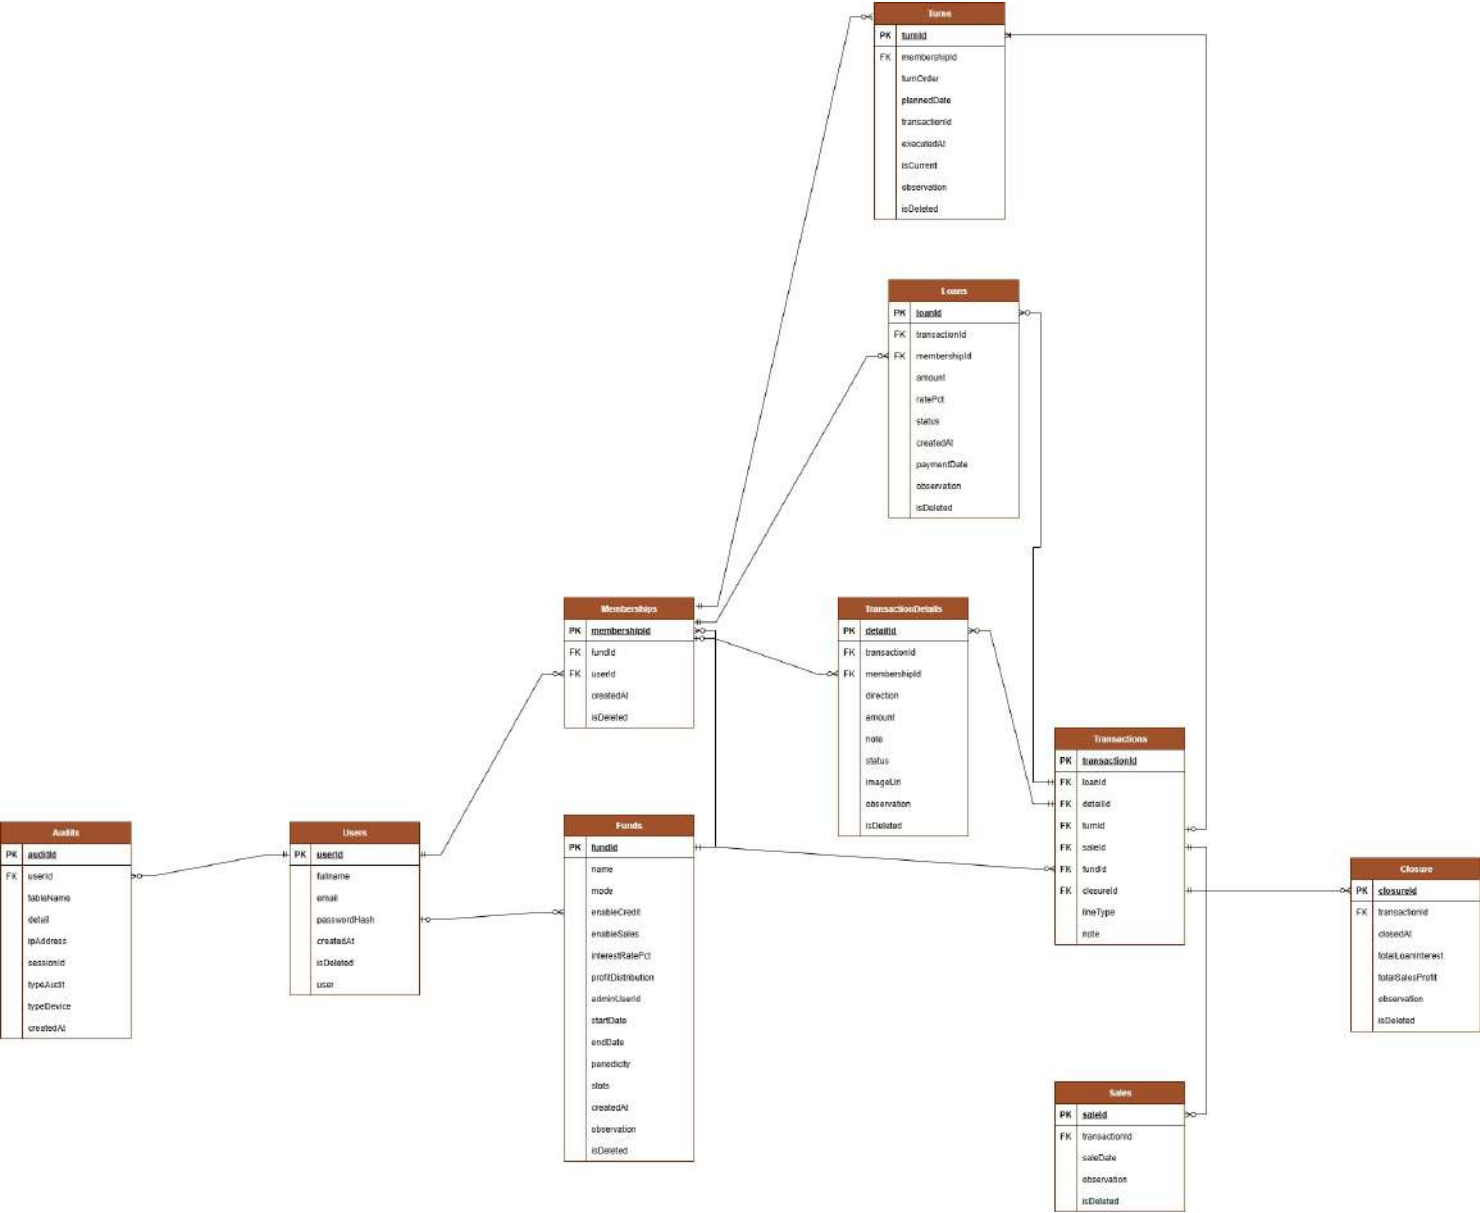 Turns
PK turnId
FK membershipId
turnOrder
plannedDate
transactionId
executedAt
isCurrent
observation
isDeleted
Loans
PK loanId
FK transactionId
FK membershipId
amount
ratePct
status
createdAt
paymentDate
observation
isDeleted
Memberships
PK membershipId
FK fundId
FK userId
createdAt
isDeleted
TransactionDetails
PK detailId
FK transactionId
FK membershipId
direction
amount
note
status
imageUrl
observation
isDeleted
Transactions
PK transactionId
FK loanId
FK detailId
FK turnId
FK saleId
FK fundId
FK closureId
lineType
note
Audits
PK auditId
FK userId
tableName
detail
ipAddress
sessionId
typeAudit
typeDevice
createdAt
Users
PK userId
fullname
email
passwordHash
createdAt
isDeleted
user
Funds
PK fundId
name
mode
enableCredit
enableSales
interestRatePct
profitDistribution
adminUserId
startDate
endDate
periodicity
slots
createdAt
observation
isDeleted
Closure
PK closureId
FK transactionId
closedAt
totalLoanInterest
totalSalesProfit
observation
isDeleted
Sales
PK saleId
FK transactionId
saleDate
observation
isDeleted